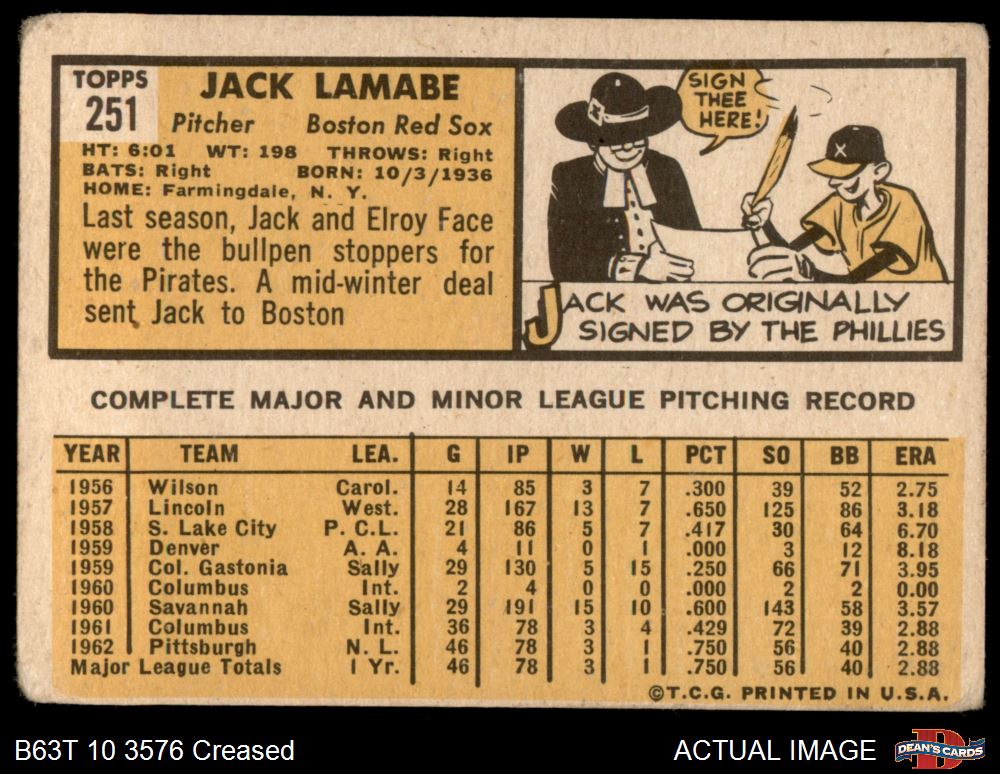 TOPPS
251
JACK LAMABE
Pitcher Boston Red Sox
HT: 6:01 WT: 198 THROWS: Right
BATS: Right BORN: 10/3/1936
HOME: Farmingdale, N. Y.
Last season, Jack and Elroy Face
were the bullpen stoppers for
the Pirates. A mid-winter deal
sent Jack to Boston
SIGN
THEE
HERE!
X
JACK WAS ORIGINALLY
SIGNED BY THE PHILLIES
COMPLETE MAJOR AND MINOR LEAGUE PITCHING RECORD
YEAR TEAM LEA. G IP W L PCT SO BB ERA
1956 Wilson Carol. 14 85 3 7 .300 39 52 2.75
1957 Lincoln West. 28 167 13 7 .650 125 86 3.18
1958 S. Lake City P. C.L. 21 86 5 7 .417 30 64 6.70
1959 Denver A. A. 4 11 0 1 .000 3 12 8.18
1959 Col. Gastonia Sally 29 130 5 15 .250 66 71 3.95
1960 Columbus Int. 2 4 0 0 .000 2 2 0.00
1960 Savannah Sally 29 191 15 10 .600 143 58 3.57
1961 Columbus Int. 36 78 3 4 .429 72 39 2.88
1962 Pittsburgh N. L. 46 78 3 1 .750 56 40 2.88
Major League Totals 1 Yr. 46 78 3 1 .750 56 40 2.88
©T.C.G. PRINTED IN U.S.A.
B63T 10 3576 Creased
ACTUAL IMAGE
D
DEAN'S CARDS